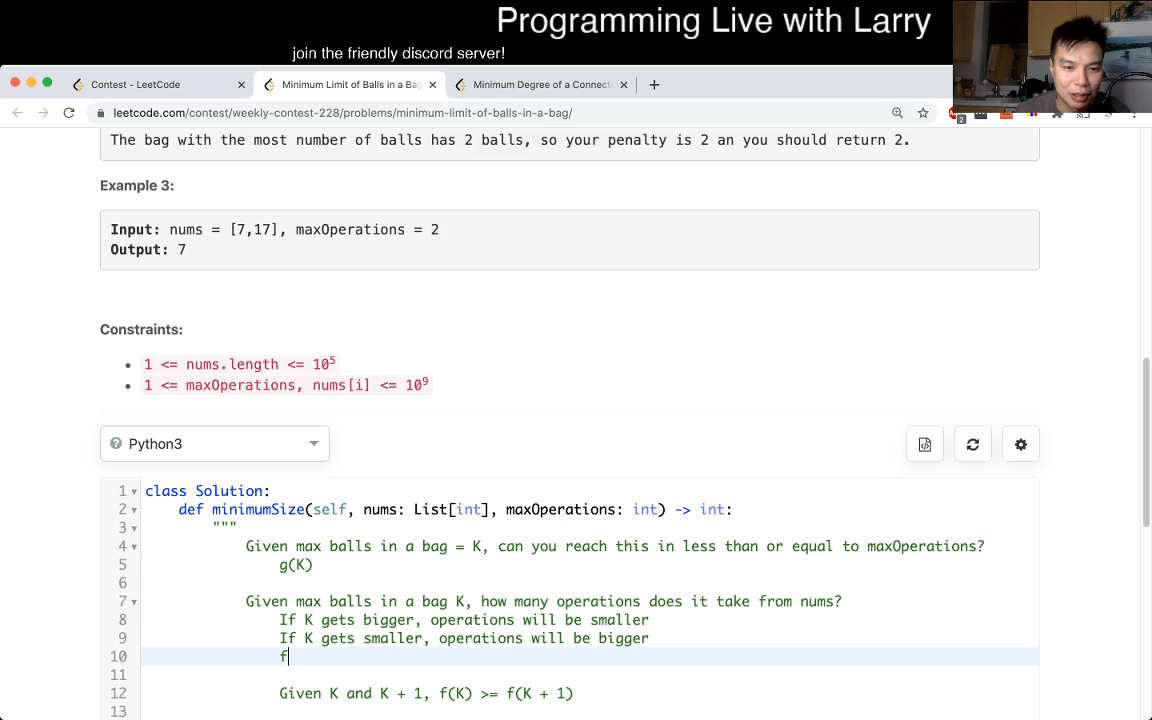 Programming Live with Larry
join the friendly discord server!
Contest - LeetCode
Minimum Limit of Balls in a Bag
Minimum Degree of a Connect
leetcode.com/contest/weekly-contest-228/problems/minimum-limit-of-balls-in-a-bag/
2
The bag with the most number of balls has 2 balls, so your penalty is 2 an you should return 2.
Example 3:
Input: nums = [7,17], maxOperations = 2
Output: 7
Constraints:
1 <= nums.length <= 10⁵
1 <= maxOperations, nums[i] <= 10⁹
Python3
1 class Solution:
2 def minimumSize(self, nums: List[int], maxOperations: int) -> int:
3 """
4 Given max balls in a bag = K, can you reach this in less than or equal to maxOperations?
5 g(K)
6
7 Given max balls in a bag K, how many operations does it take from nums?
8 If K gets bigger, operations will be smaller
9 If K gets smaller, operations will be bigger
10 f
11
12 Given K and K + 1, f(K) >= f(K + 1)
13